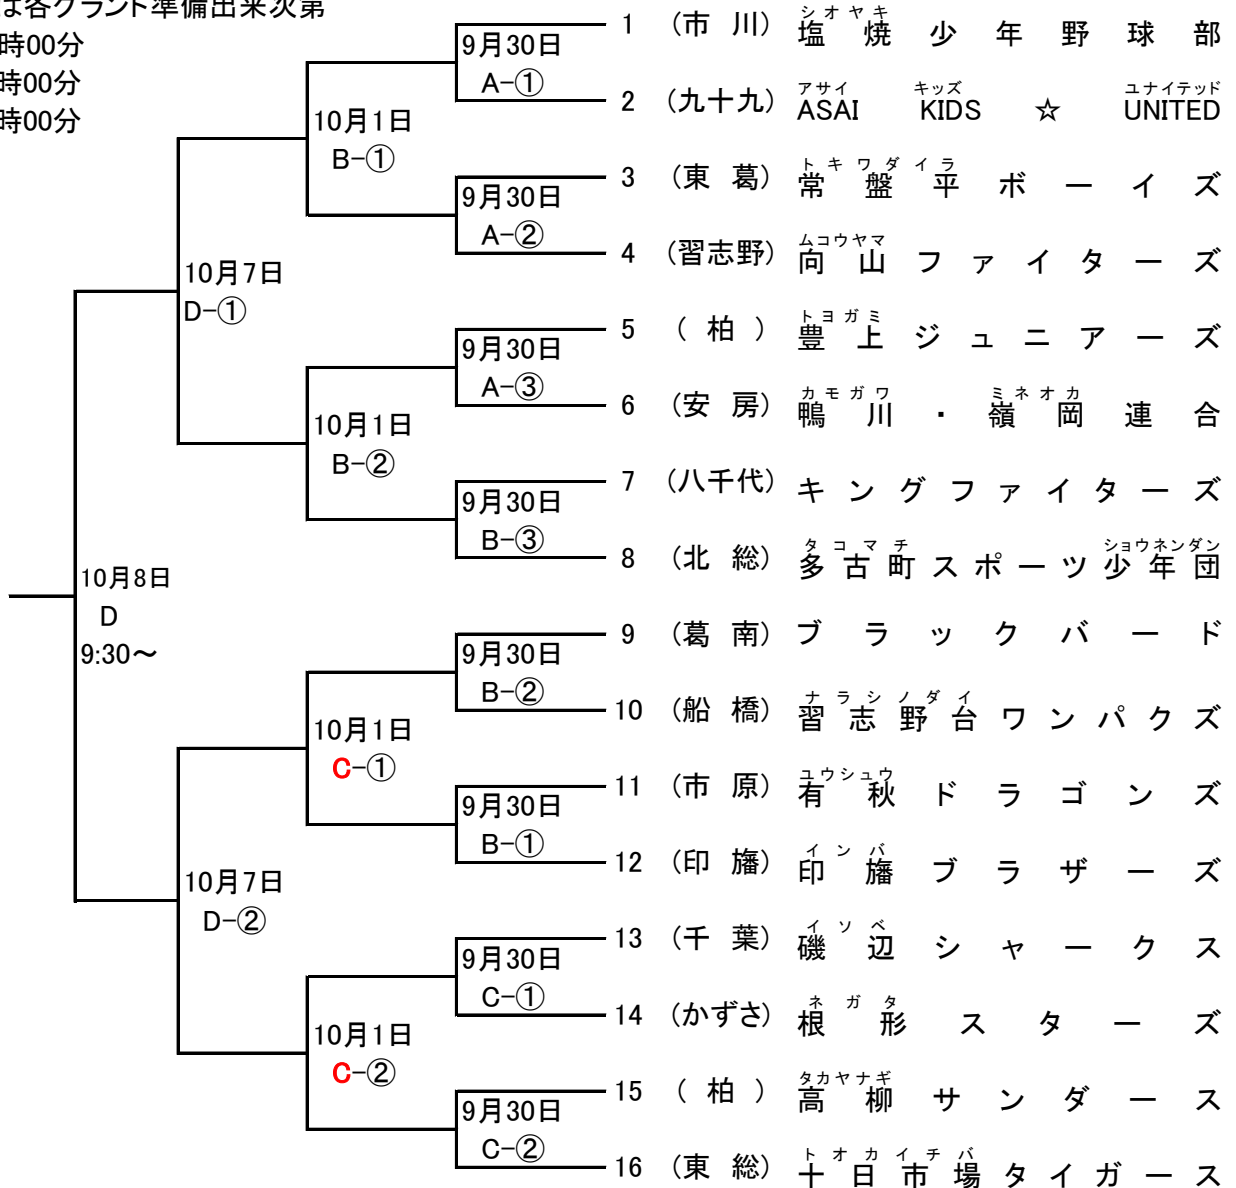 は各グランド準備出来次第
時00分
時00分
時00分
1 (市 川) 塩焼少年野球部
シオヤキ
9月30日
A-①
2 (九十九) ASAI KIDS ☆ UNITED
アサイ キッズ ユナイテッド
10月1日
B-①
3 (東 葛) 常盤平ボーイズ
トキワダイラ
9月30日
A-②
4 (習志野) 向山ファイターズ
ムコウヤマ
10月7日
D-①
5 ( 柏 ) 豊上ジュニアーズ
トヨガミ
9月30日
A-③
6 (安 房) 鴨川・嶺岡連合
カモガワ ミネオカ
10月1日
B-②
7 (八千代) キングファイターズ
9月30日
B-③
8 (北 総) 多古町スポーツ少年団
タコマチ ショウネンダン
10月8日
D
9:30～
9 (葛 南) ブラックバード
9月30日
B-②
10 (船 橋) 習志野台ワンパクズ
ナラシノダイ
10月1日
C-①
11 (市 原) 有秋ドラゴンズ
ユウシュウ
9月30日
B-①
12 (印 旛) 印旛ブラザーズ
インバ
10月7日
D-②
13 (千 葉) 磯辺シャークス
イソベ
9月30日
C-①
14 (かずさ) 根形スターズ
ネガタ
10月1日
C-②
15 ( 柏 ) 高柳サンダース
タカヤナギ
9月30日
C-②
16 (東 総) 十日市場タイガース
トオカイチバ